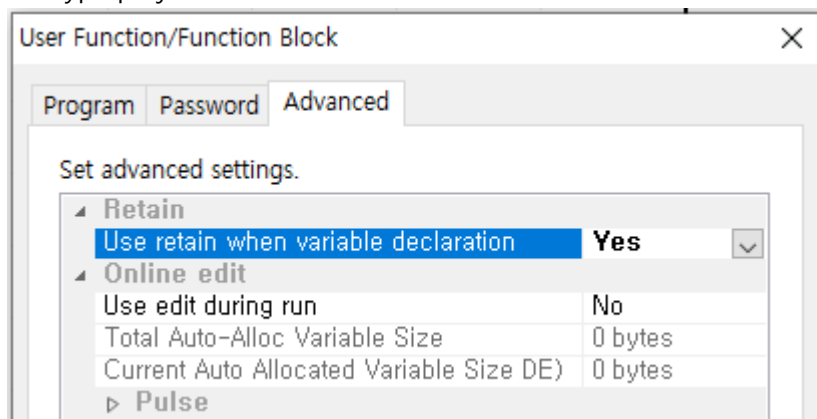 User Function/Function Block
Program Password Advanced
Set advanced settings.
Retain
Use retain when variable declaration Yes
Online edit
Use edit during run No
Total Auto-Alloc Variable Size 0 bytes
Current Auto Allocated Variable Size DE) 0 bytes
Pulse